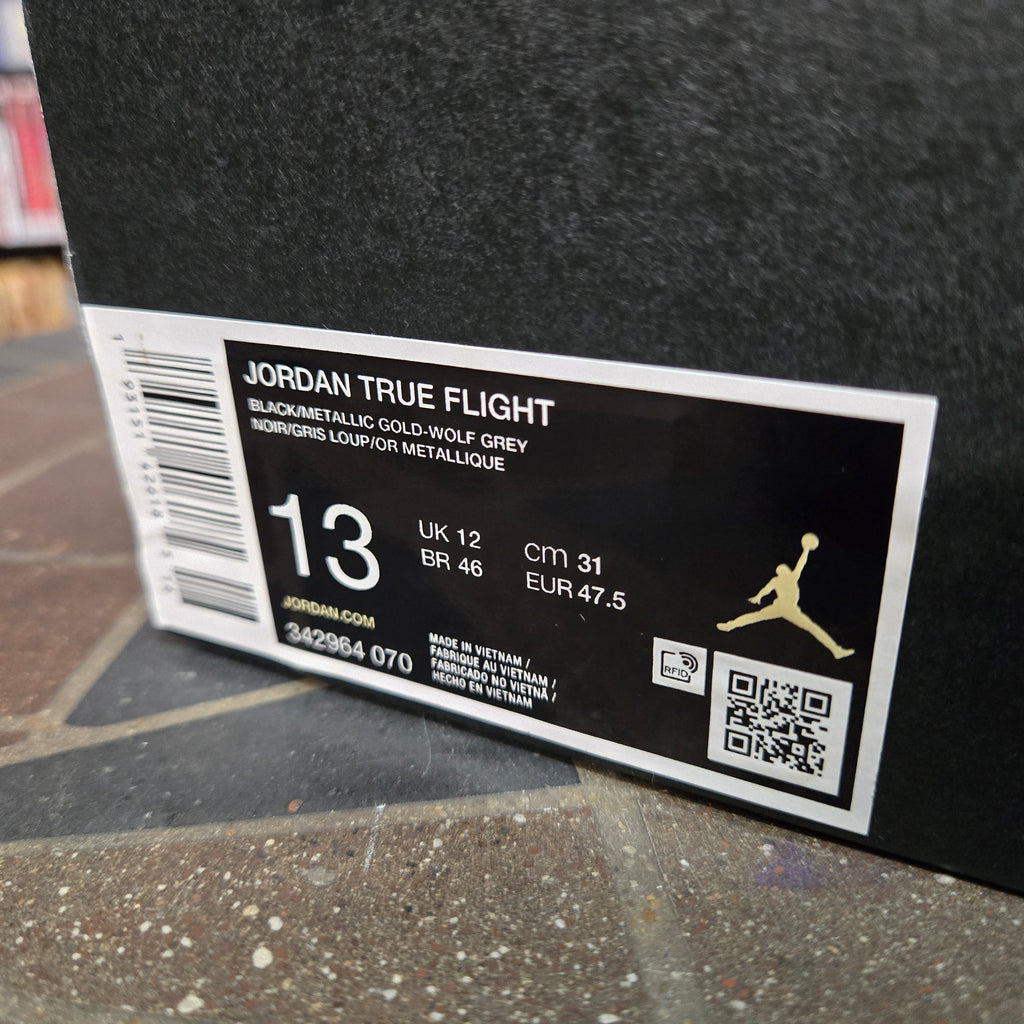 JORDAN TRUE FLIGHT
BLACK/METALLIC GOLD-WOLF GREY
NOIR/GRIS LOUP/OR METALLIQUE
13
UK 12
BR 46
cm 31
EUR 47.5
JORDAN.COM
342964 070
MADE IN VIETNAM /
FABRIQUE AU VIETNAM /
FABRICADO NO VIETNÃ /
HECHO EN VIETNAM
RFID